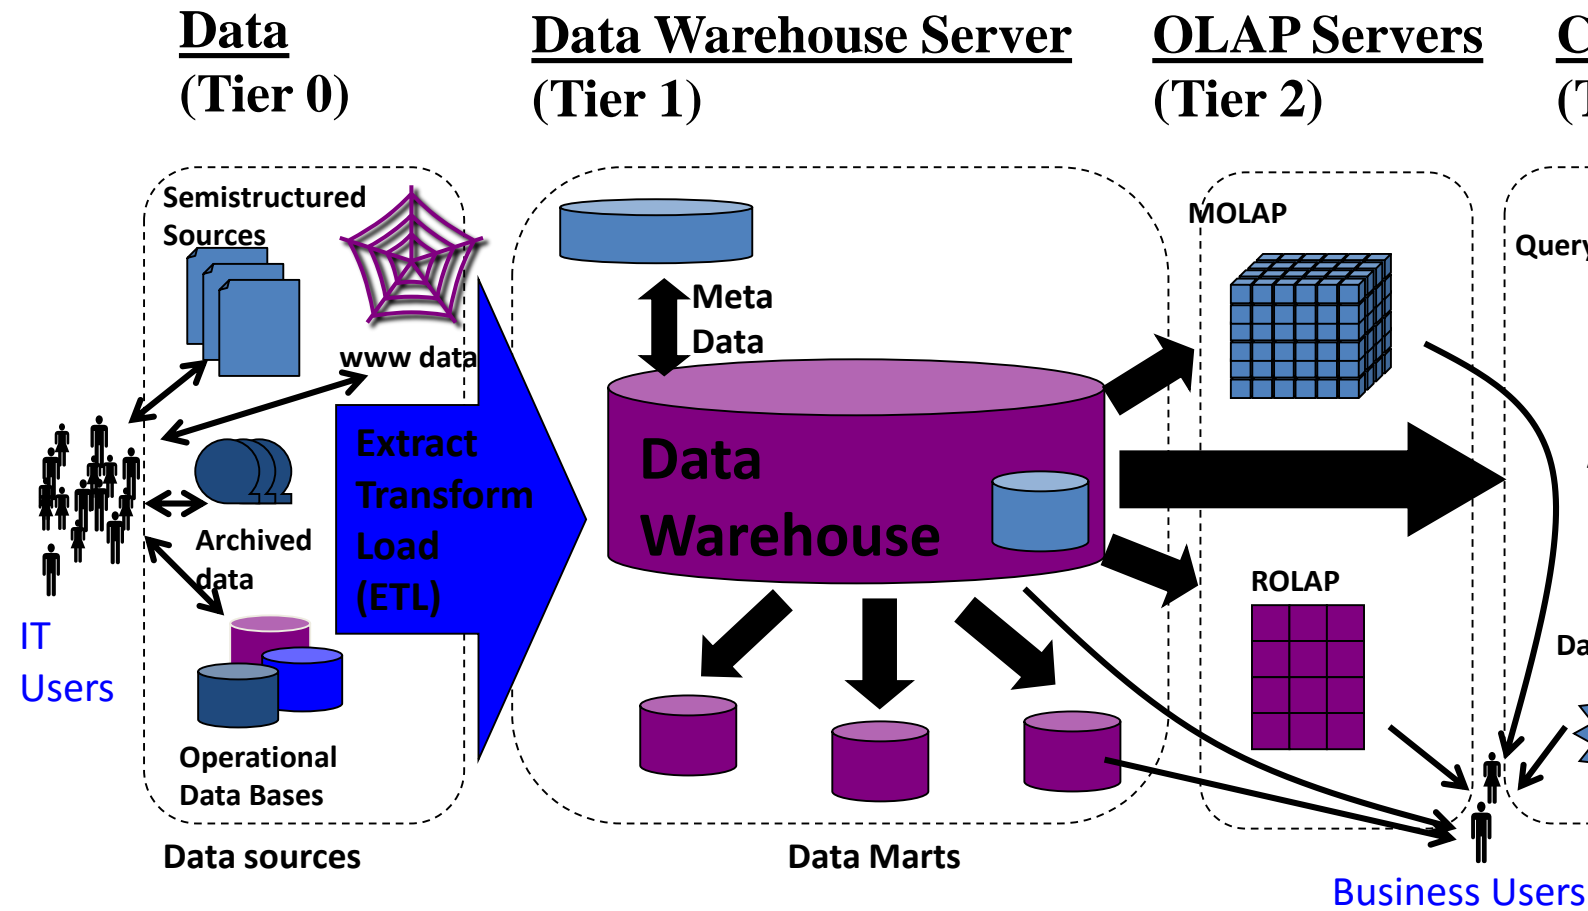 Data
(Tier 0)
Data Warehouse Server
(Tier 1)
OLAP Servers
(Tier 2)
C
(T
Semistructured
Sources
www data
Archived
data
Operational
Data Bases
Data sources
IT
Users
Extract
Transform
Load
(ETL)
Meta
Data
Data
Warehouse
Data Marts
MOLAP
ROLAP
Query
Da
Business Users